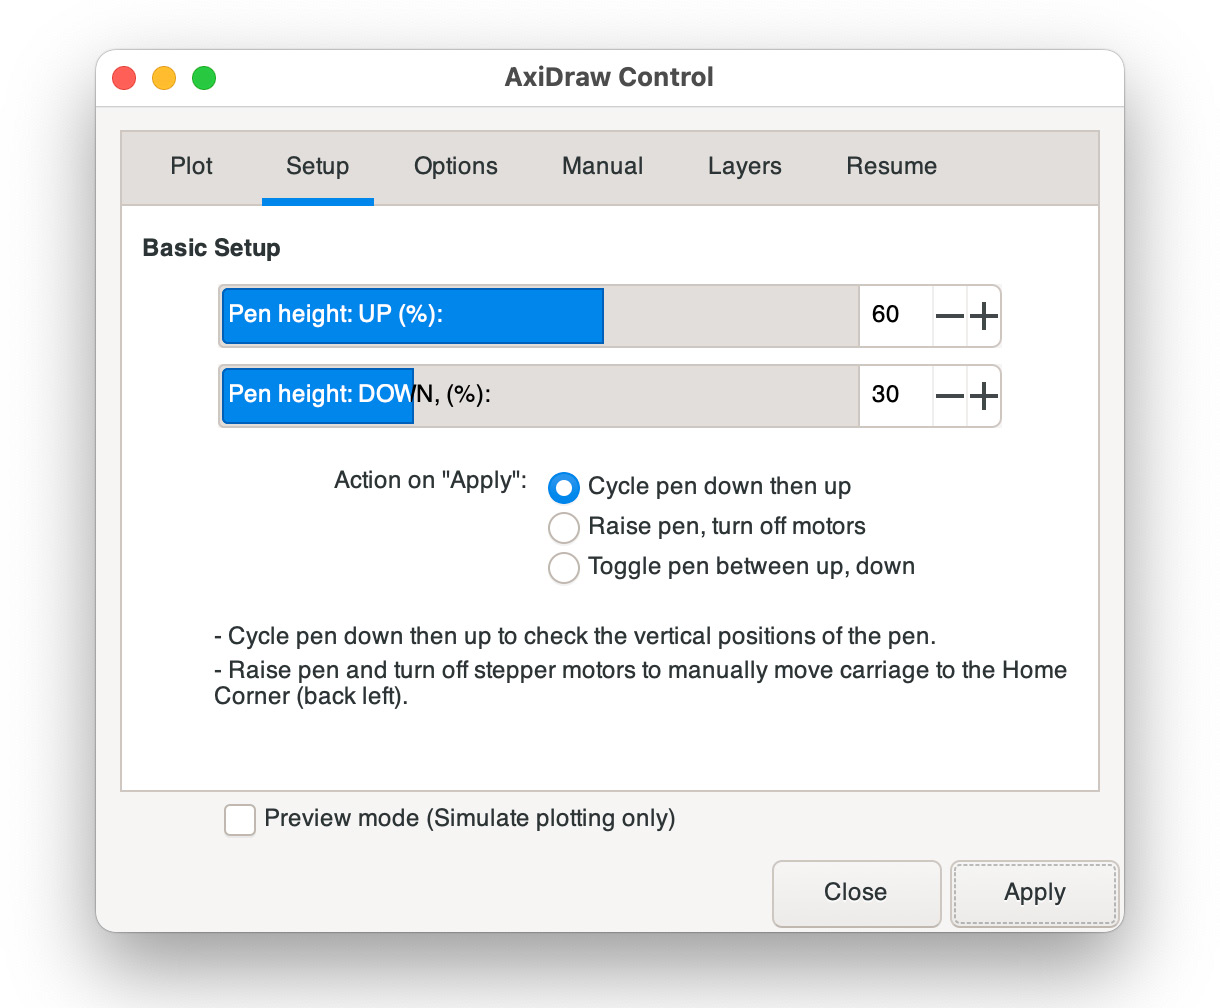 AxiDraw Control
Plot Setup Options Manual Layers Resume
Basic Setup
Pen height: UP (%): 60
Pen height: DOWN, (%): 30
Action on "Apply": Cycle pen down then up
Raise pen, turn off motors
Toggle pen between up, down
- Cycle pen down then up to check the vertical positions of the pen.
- Raise pen and turn off stepper motors to manually move carriage to the Home
Corner (back left).
Preview mode (Simulate plotting only)
Close Apply